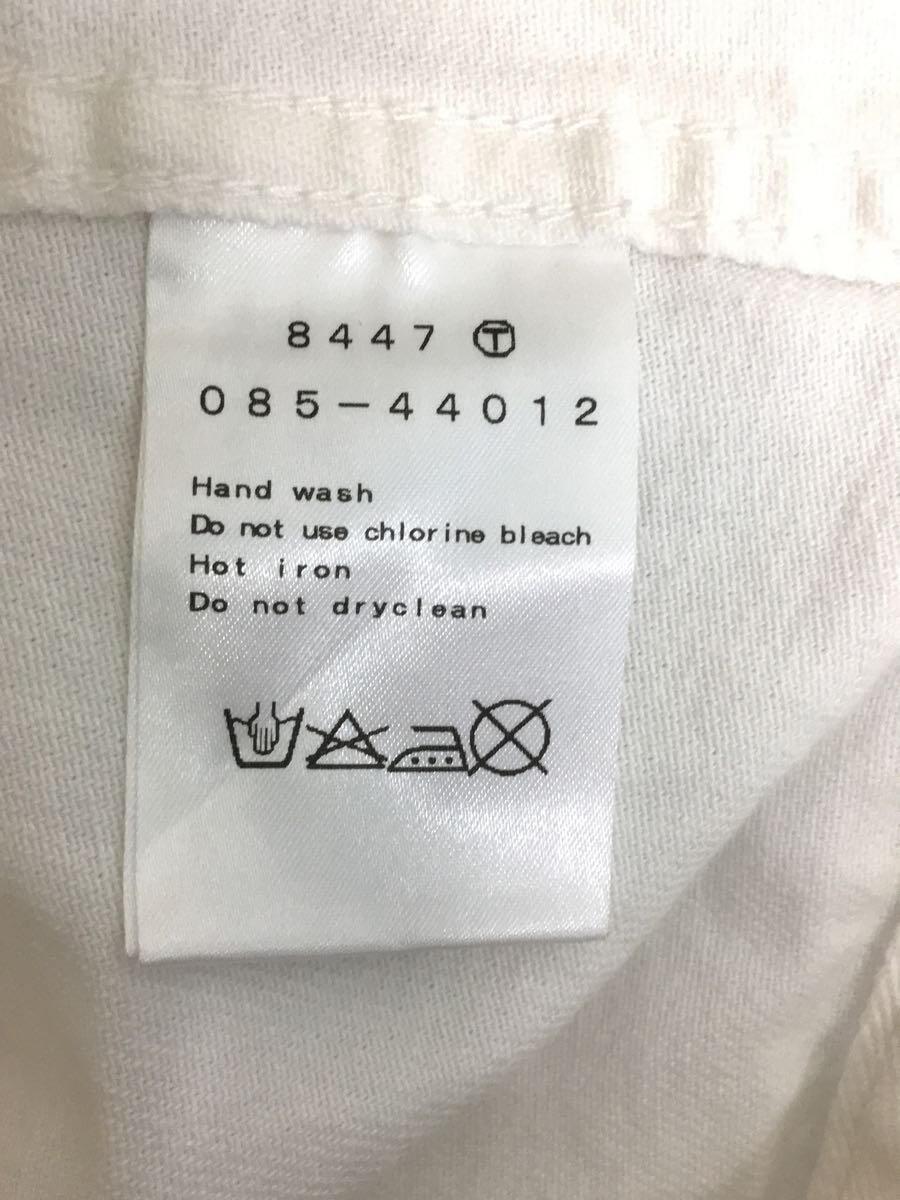 8447 Ⓣ
085-44012
Hand wash
Do not use chlorine bleach
Hot iron
Do not dryclean